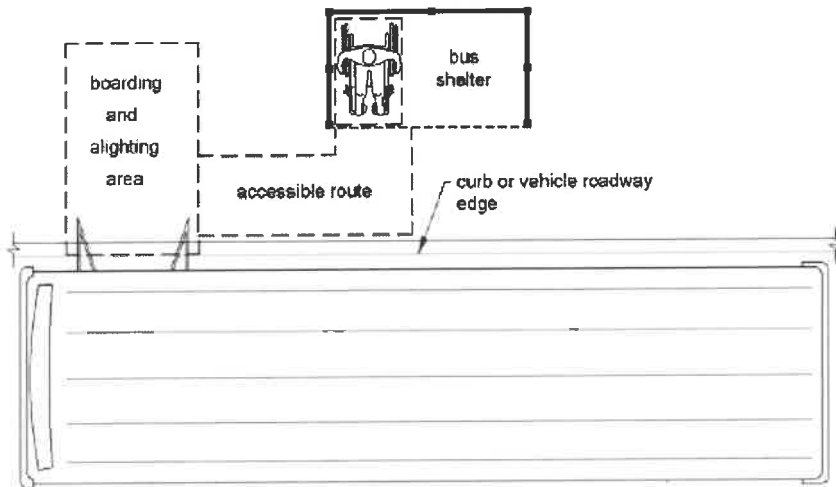 boarding
and
alighting
area
bus
shelter
accessible route
curb or vehicle roadway
edge